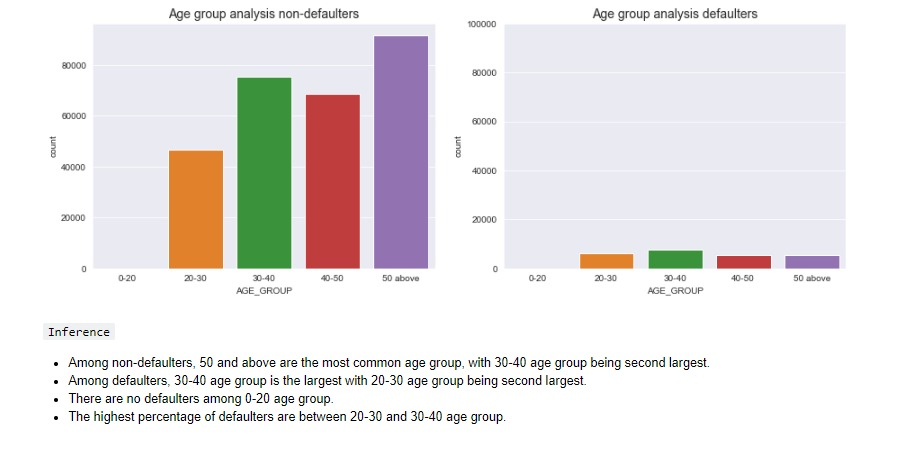 Age group analysis non-defaulters
80000
60000
40000
20000
0
count
0-20 20-30 30-40 40-50 50 above
AGE_GROUP
Age group analysis defaulters
100000
80000
60000
40000
20000
0
count
0-20 20-30 30-40 40-50 50 above
AGE_GROUP
Inference
• Among non-defaulters, 50 and above are the most common age group, with 30-40 age group being second largest.
• Among defaulters, 30-40 age group is the largest with 20-30 age group being second largest.
• There are no defaulters among 0-20 age group.
• The highest percentage of defaulters are between 20-30 and 30-40 age group.